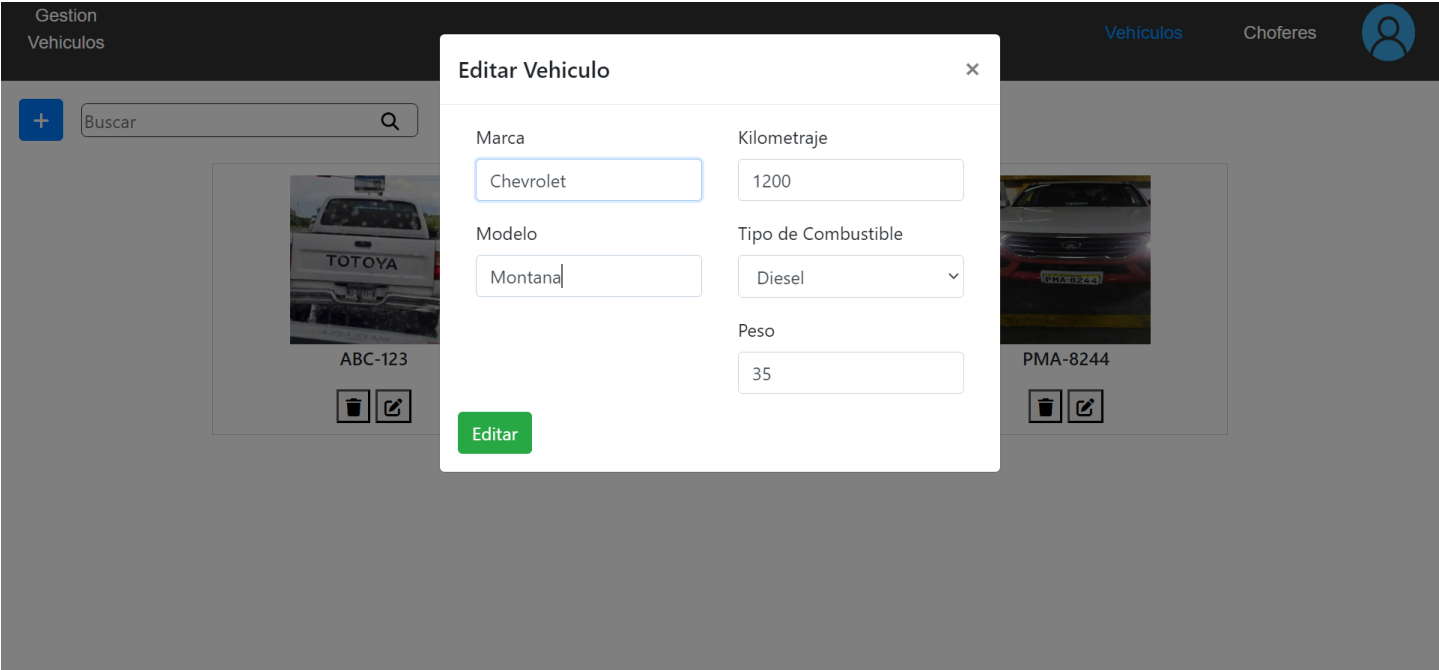 Gestion
Vehiculos
Vehículos
Choferes
Editar Vehiculo
×
+
Buscar
Marca
Kilometraje
Chevrolet
1200
Modelo
Tipo de Combustible
Montana
Diesel
Peso
35
Editar
TOTOYA
ABC-123
PMA-8244
PMA-8244